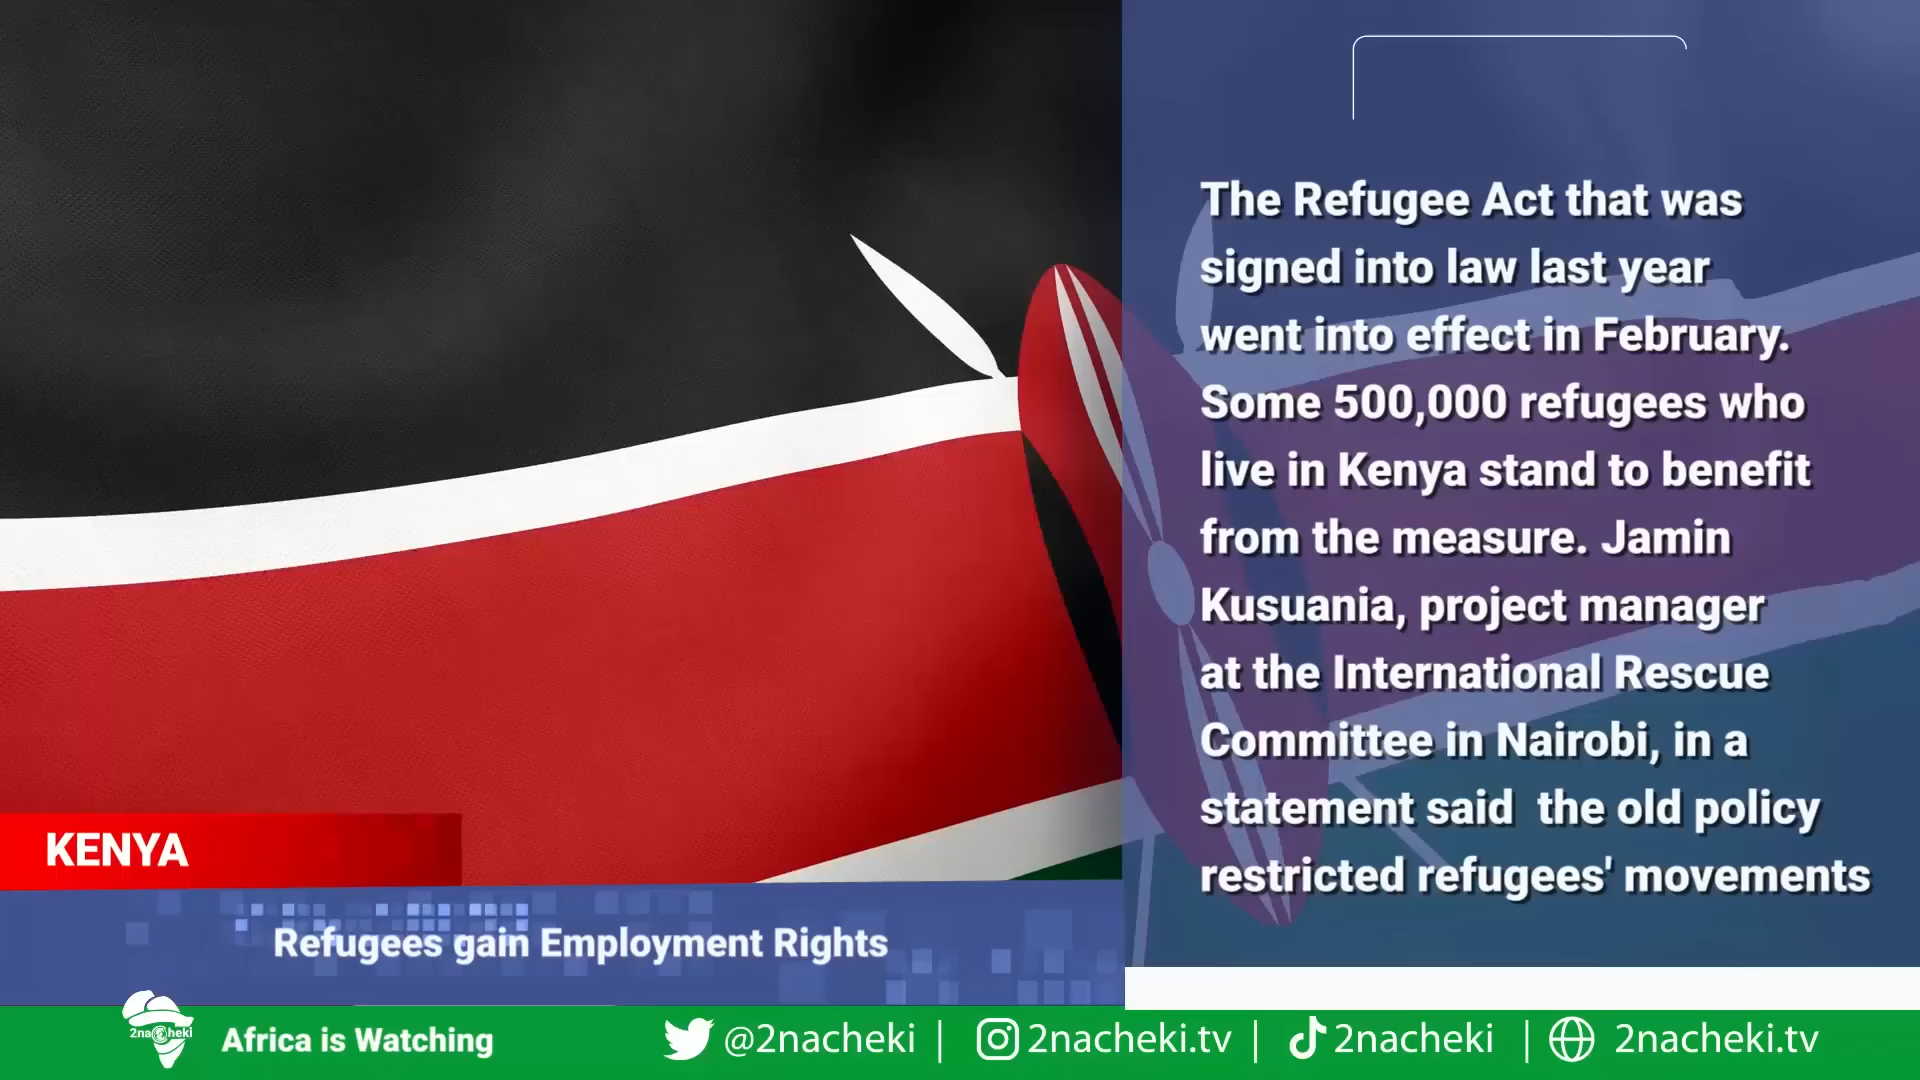 The Refugee Act that was
signed into law last year
went into effect in February.
Some 500,000 refugees who
live in Kenya stand to benefit
from the measure. Jamin
Kusuania, project manager
at the International Rescue
Committee in Nairobi, in a
statement said  the old policy
restricted refugees' movements
KENYA
Refugees gain Employment Rights
2nacheki
Africa is Watching
@2nacheki | 2nacheki.tv | 2nacheki | 2nacheki.tv